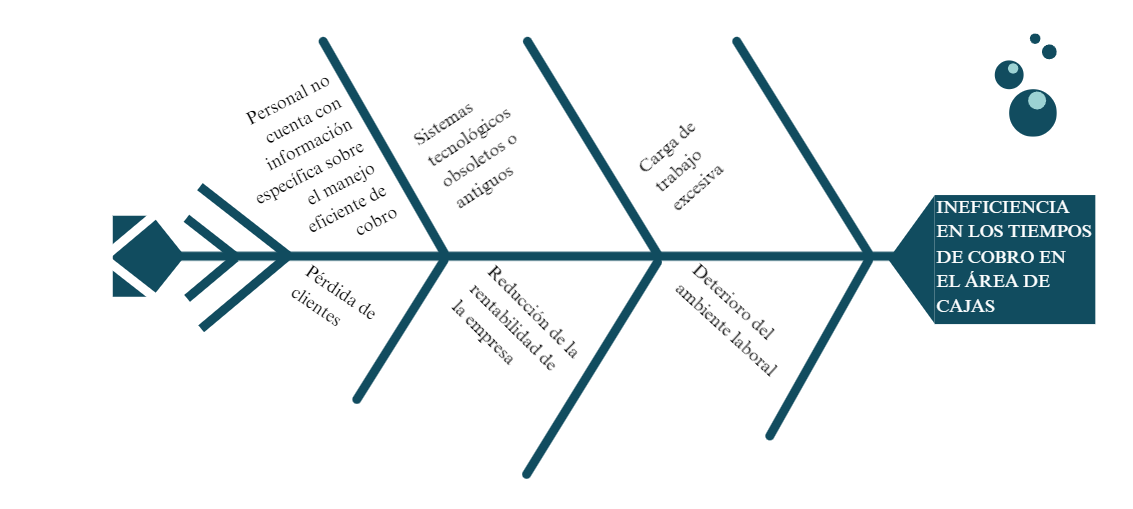 Personal no
cuenta con
información
específica sobre
el manejo
eficiente de
cobro
Sistemas
tecnológicos
obsoletos o
antiguos
Carga de
trabajo
excesiva
INEFICIENCIA
EN LOS TIEMPOS
DE COBRO EN
EL ÁREA DE
CAJAS
Pérdida de
clientes
Reducción de la
rentabilidad de
la empresa
Deterioro del
ambiente laboral